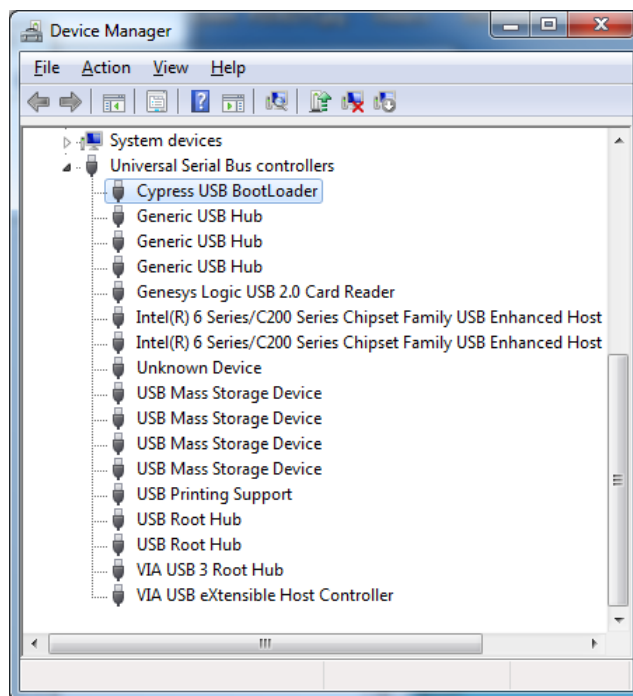 Device Manager
File Action View Help
System devices
Universal Serial Bus controllers
Cypress USB BootLoader
Generic USB Hub
Generic USB Hub
Generic USB Hub
Genesys Logic USB 2.0 Card Reader
Intel(R) 6 Series/C200 Series Chipset Family USB Enhanced Host
Intel(R) 6 Series/C200 Series Chipset Family USB Enhanced Host
Unknown Device
USB Mass Storage Device
USB Mass Storage Device
USB Mass Storage Device
USB Mass Storage Device
USB Printing Support
USB Root Hub
USB Root Hub
VIA USB 3 Root Hub
VIA USB eXtensible Host Controller